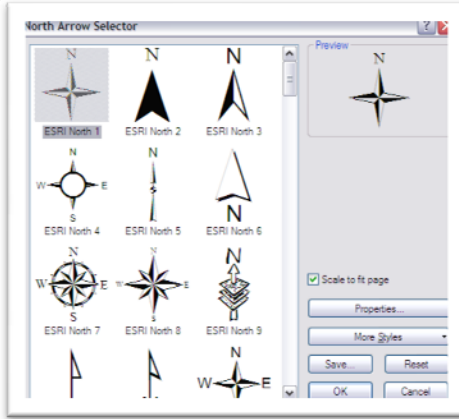 North Arrow Selector
?
Preview
N
N
N
N
ESRI North 1
ESRI North 2
ESRI North 3
N
W E
S
N
S
N
ESRI North 4
ESRI North 5
ESRI North 6
N
W E
S
N
W E
S
N
ESRI North 7
ESRI North 8
ESRI North 9
N
W E
Scale to fit page
Properties...
More Styles
Save...
Reset
OK
Cancel